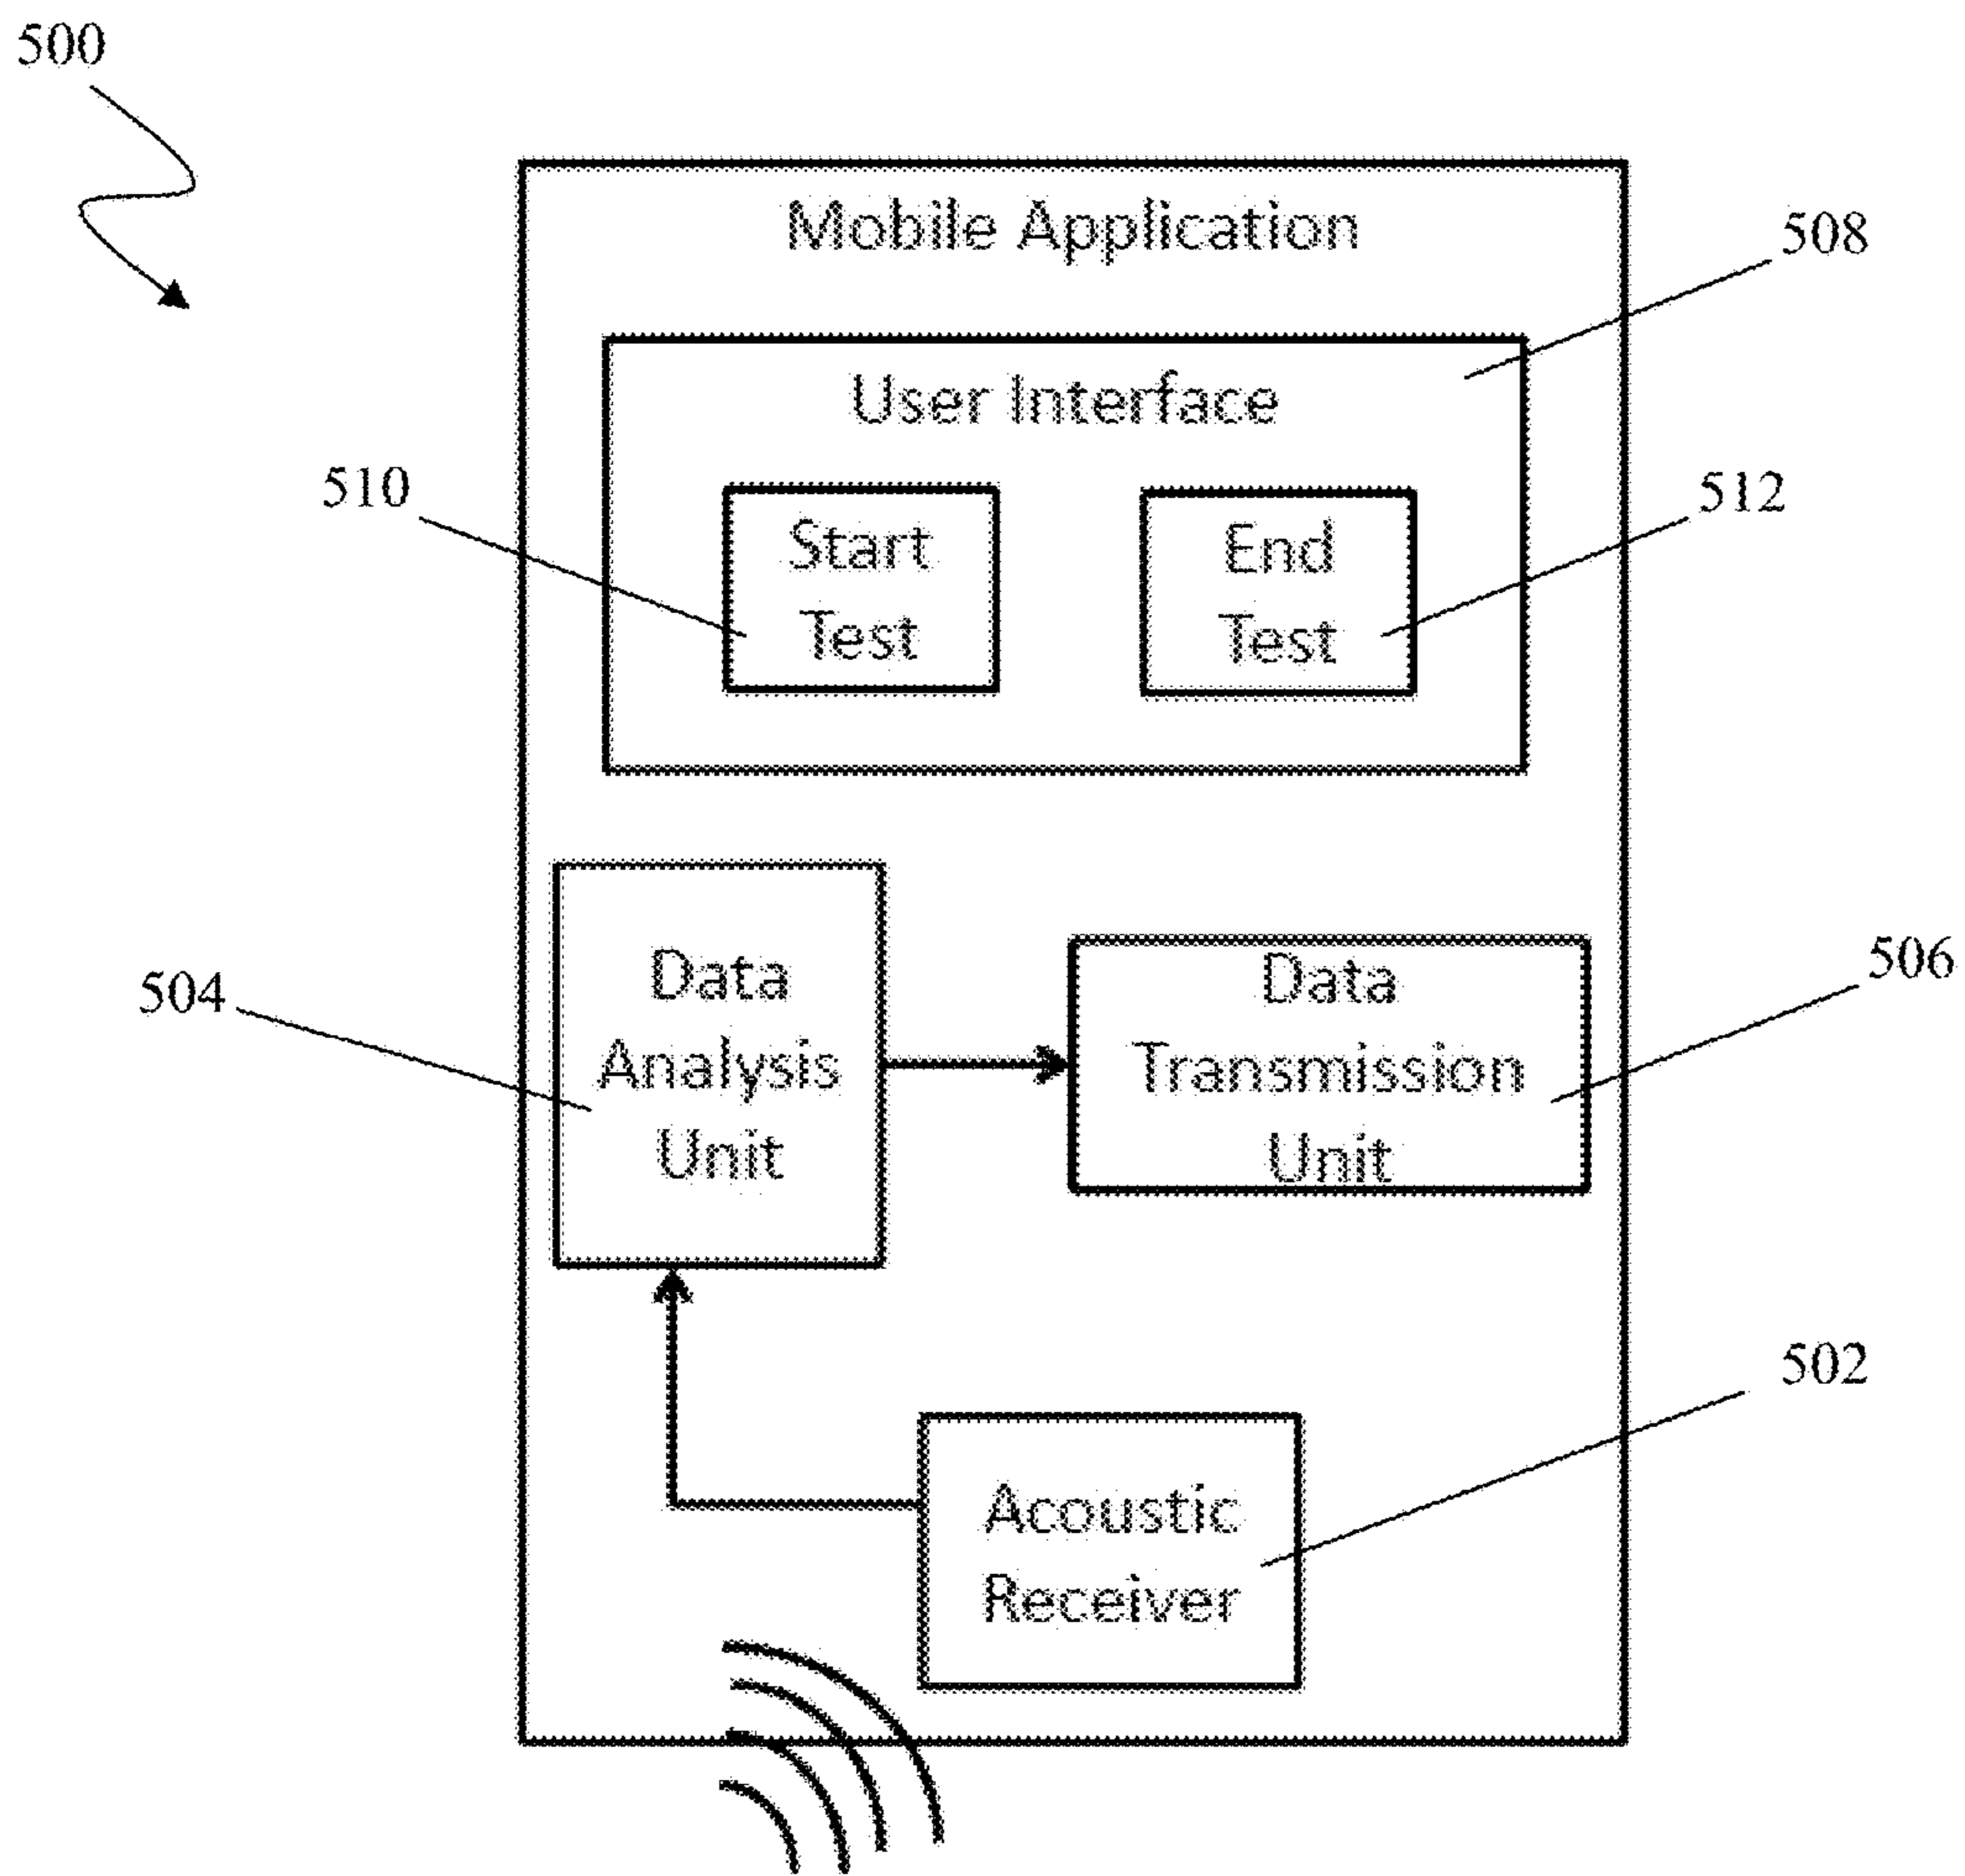 500
Mobile Application
508
User Interface
510
Start
Test
End
Test
512
504
Data
Analysis
Unit
Data
Transmission
Unit
506
502
Acoustic
Receiver